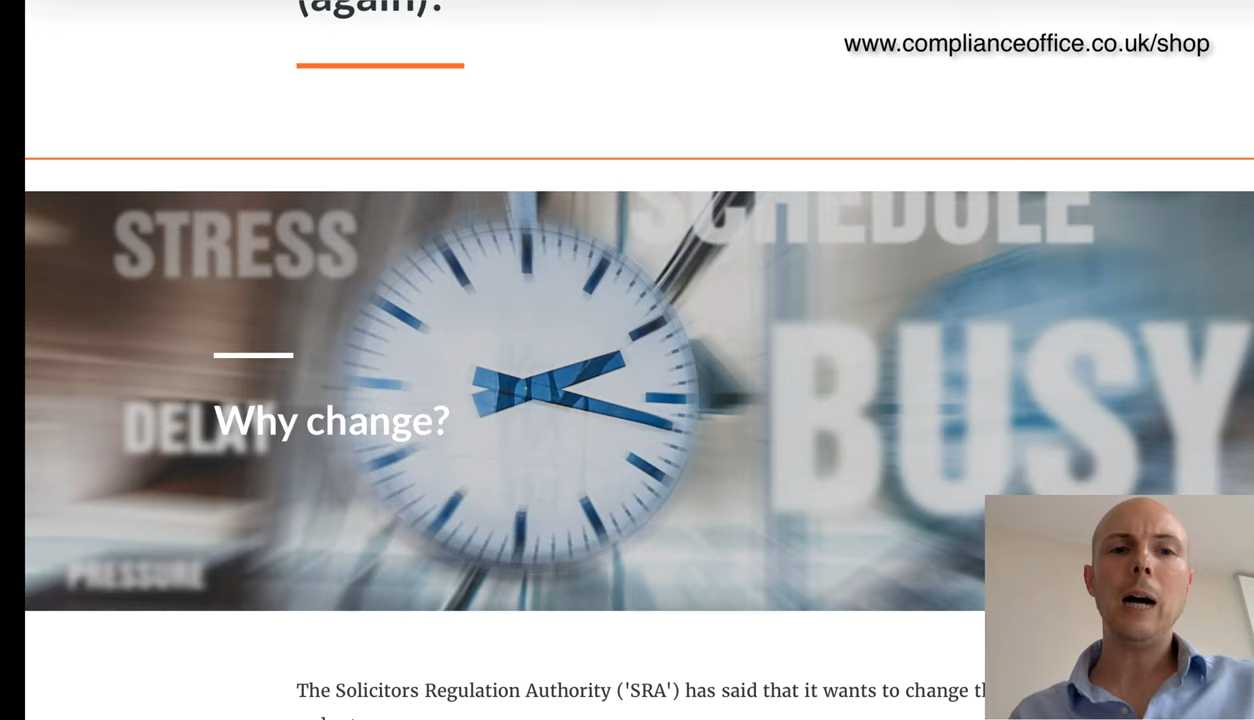 (again).
www.complianceoffice.co.uk/shop
STRESS
SCHEDULE
BUSY
DELAY
Why change?
PRESSURE
The Solicitors Regulation Authority ('SRA') has said that it wants to change